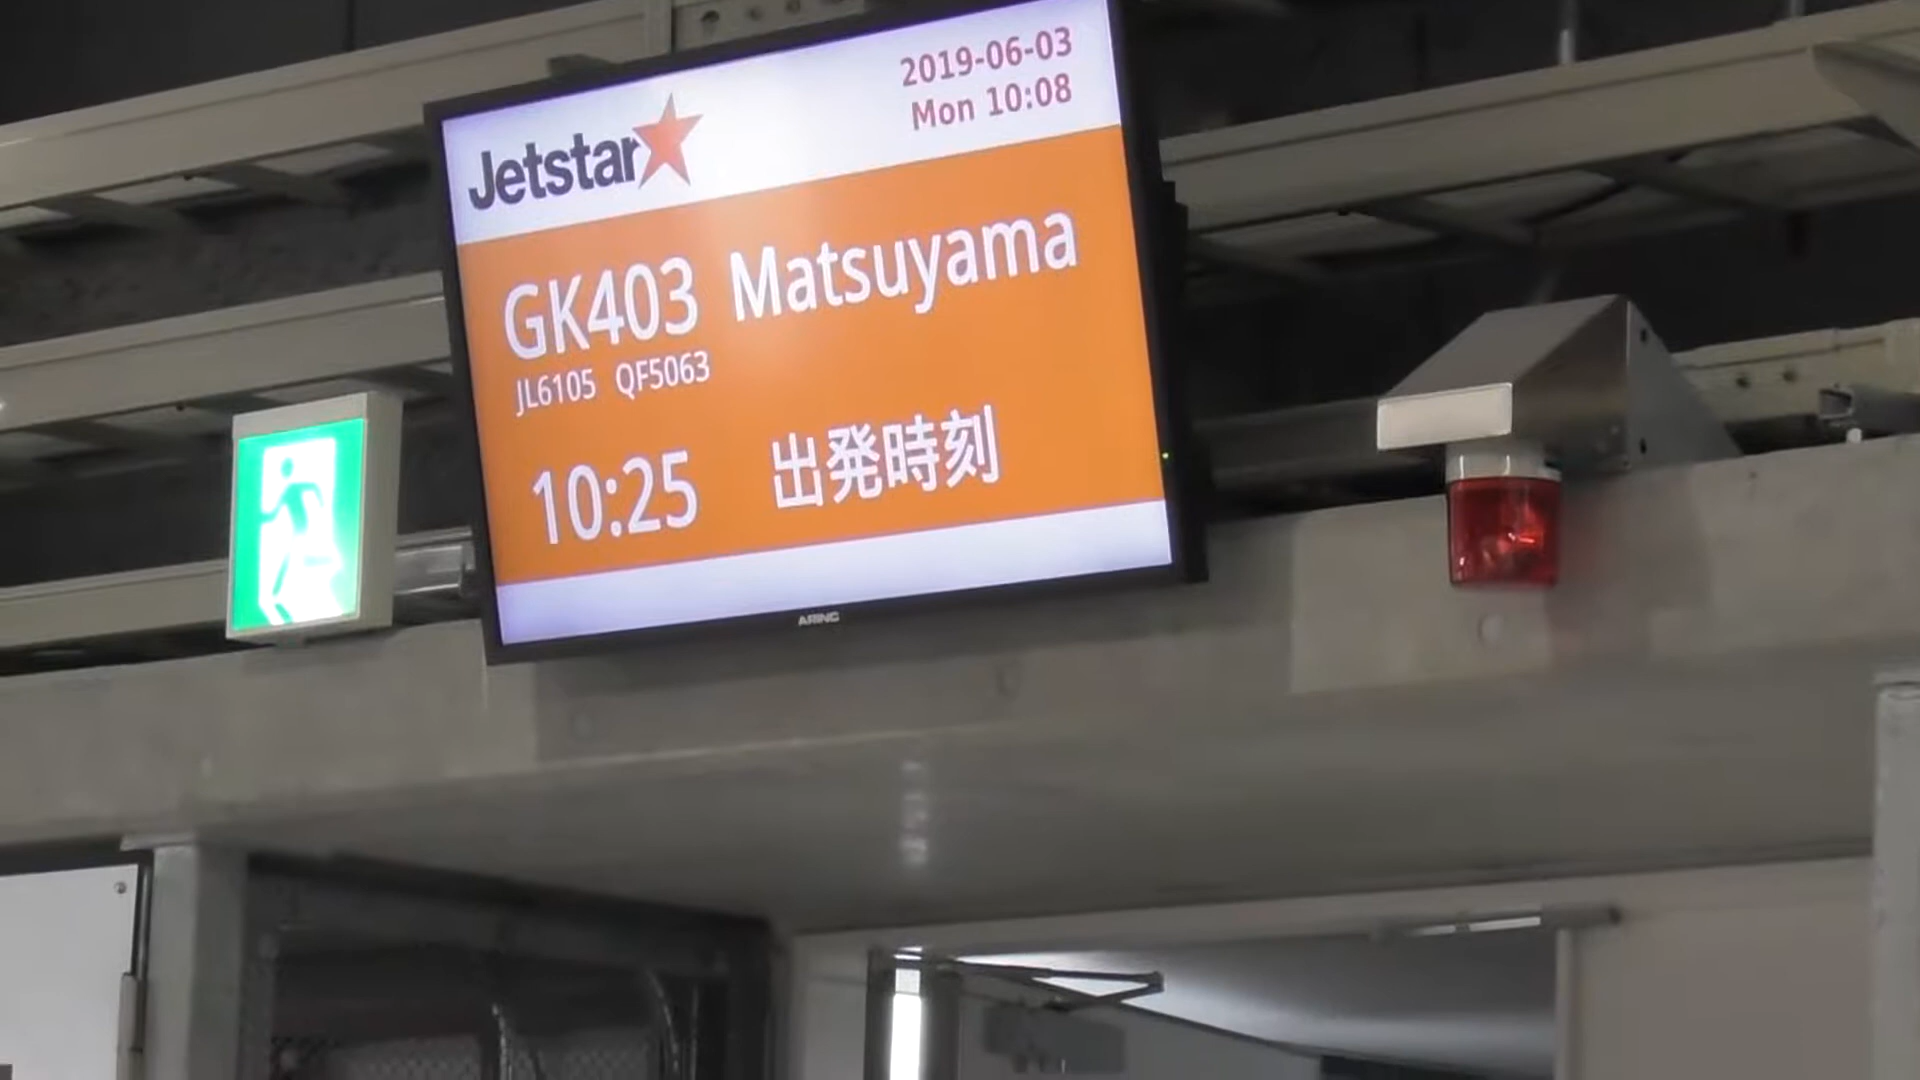 Jetstar
2019-06-03
Mon 10:08
GK403 Matsuyama
JL6105 QF5063
10:25 出発時刻
ARINC